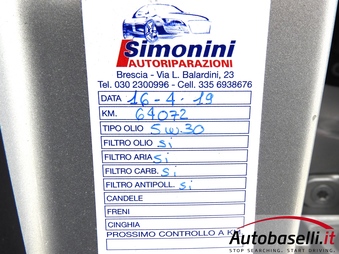 Simonini
AUTORIPARAZIONI
Brescia - Via L. Balardini, 23
Tel. 030 2300996 - Cell. 335 6938676
DATA 16-4-19
KM. 64072
TIPO OLIO 5w.30
FILTRO OLIO si
FILTRO ARIA si
FILTRO CARB. si
FILTRO ANTIPOLL. si
CANDELE
FRENI
CINGHIA
PROSSIMO CONTROLLO A KM
Autobaselli.it
STOP SEARCHING, START DRIVING.